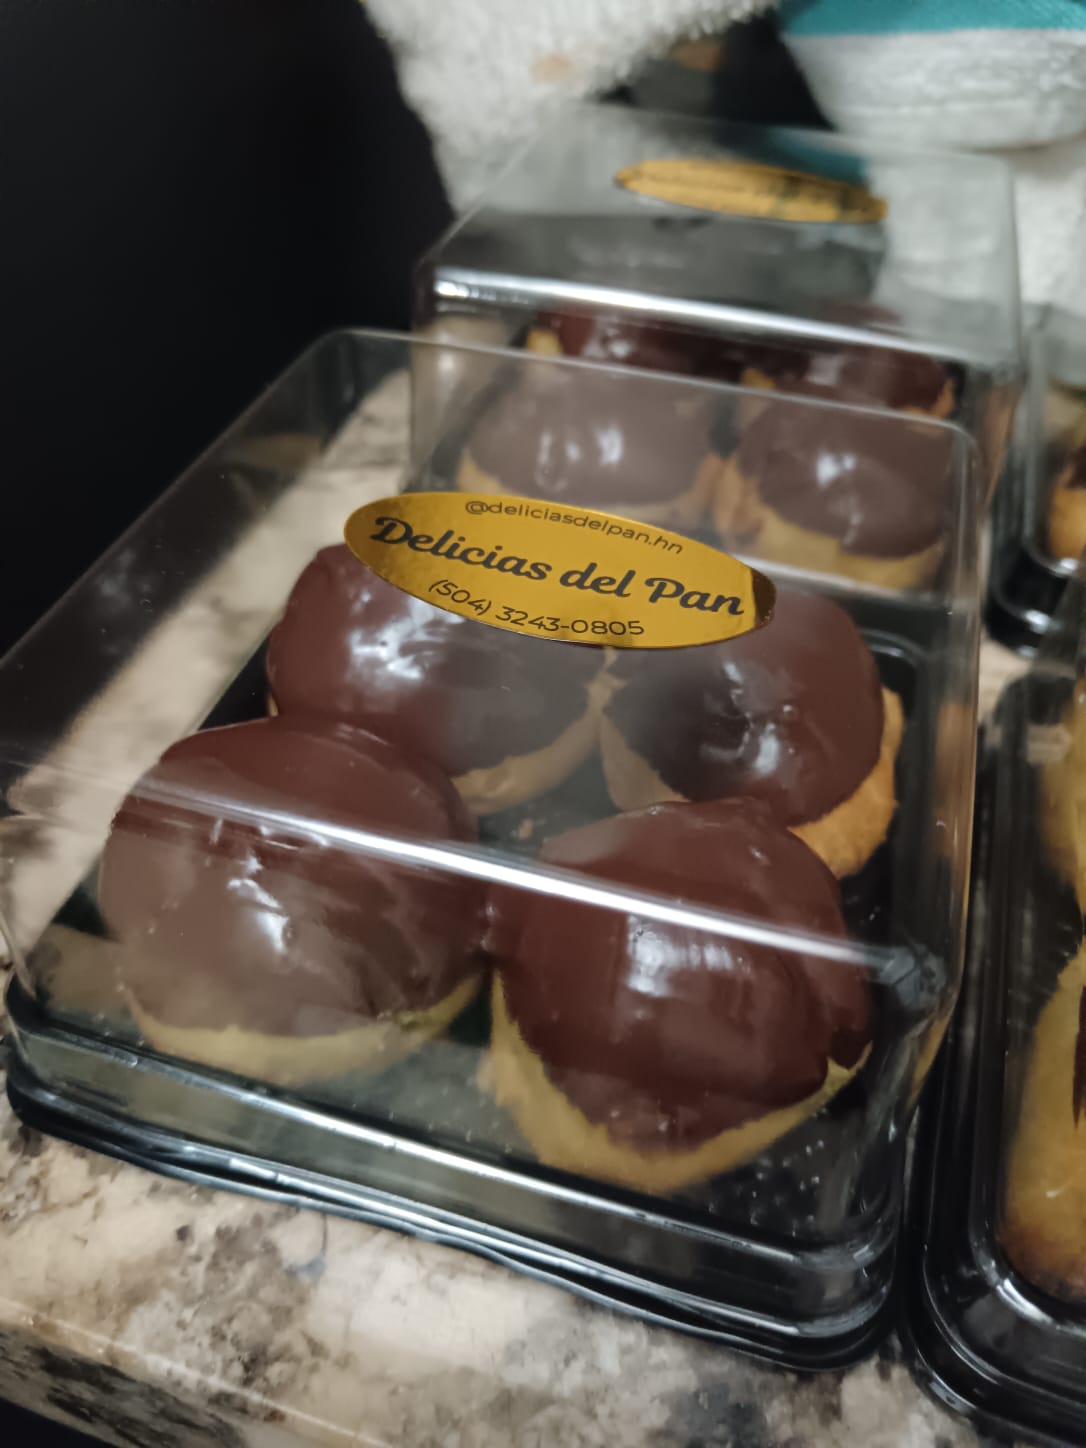 @deliciasdelpan.hn
Delicias del Pan
(504) 3243-0805